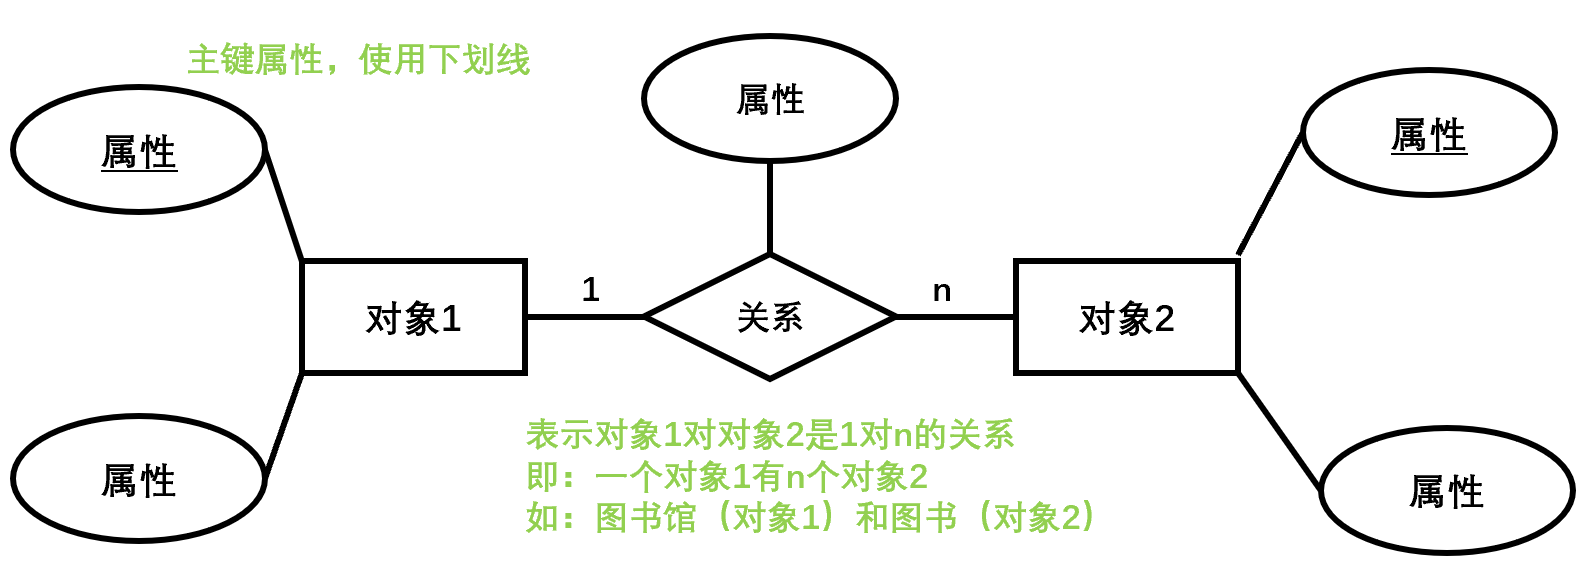 主键属性，使用下划线
属性
属性
属性
对象1
1
关系
n
对象2
属性
属性
表示对象1对对象2是1对n的关系
即：一个对象1有n个对象2
如：图书馆（对象1）和图书（对象2）